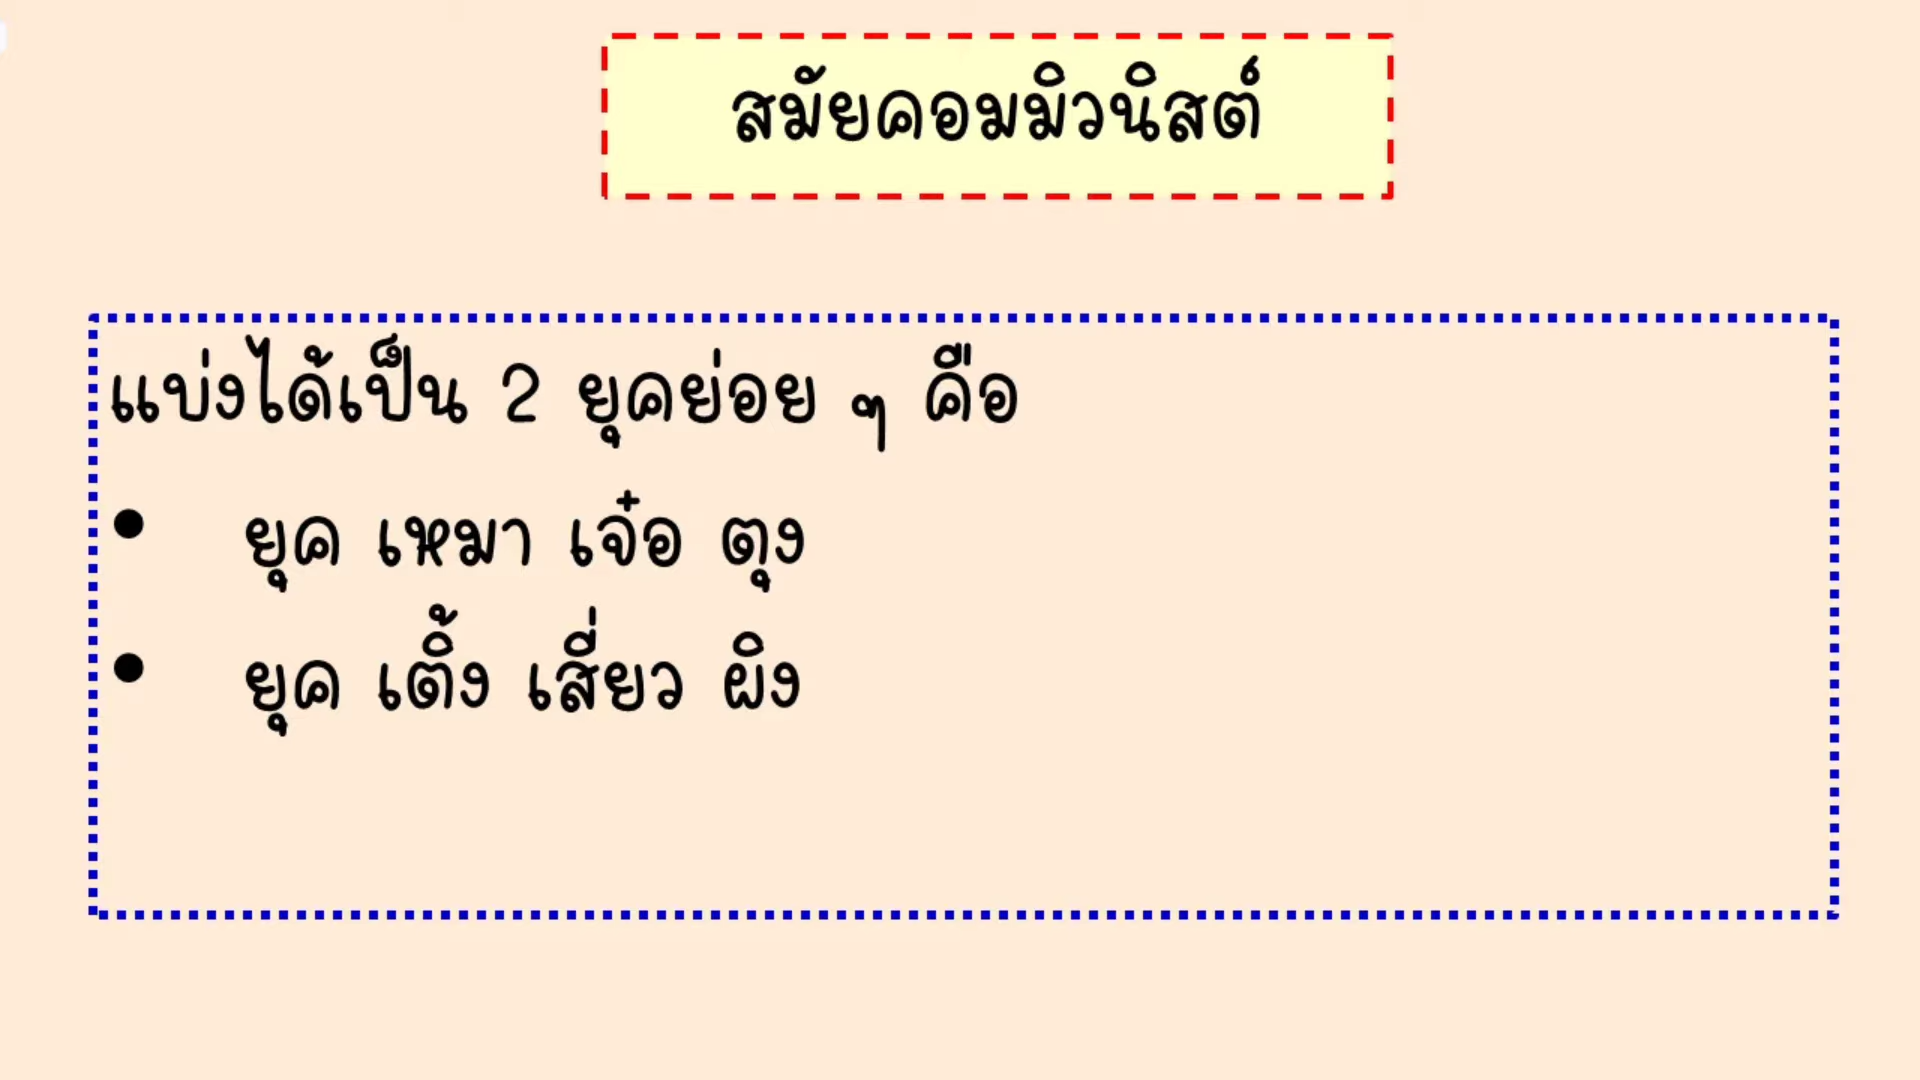 สมัยคอมมิวนิสต์
แบ่งได้เป็น 2 ยุคย่อย ๆ คือ
• ยุค เหมา เจ๋อ ตุง
• ยุค เติ้ง เสี่ยว ผิง